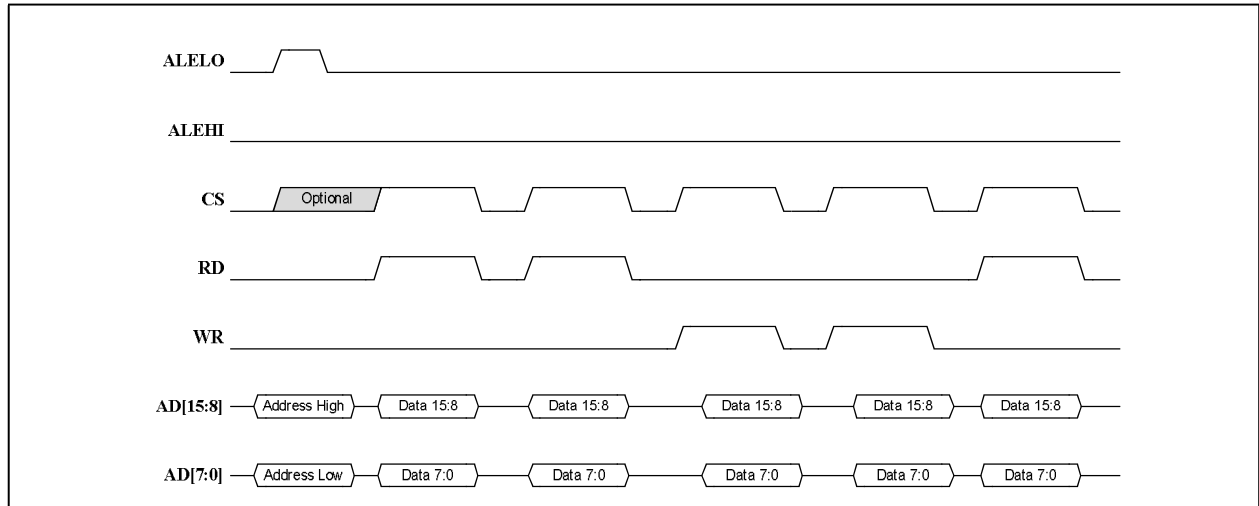 ALELO
ALEHI
CS Optional
RD
WR
AD[15:8] Address High Data 15:8 Data 15:8 Data 15:8 Data 15:8 Data 15:8
AD[7:0] Address Low Data 7:0 Data 7:0 Data 7:0 Data 7:0 Data 7:0